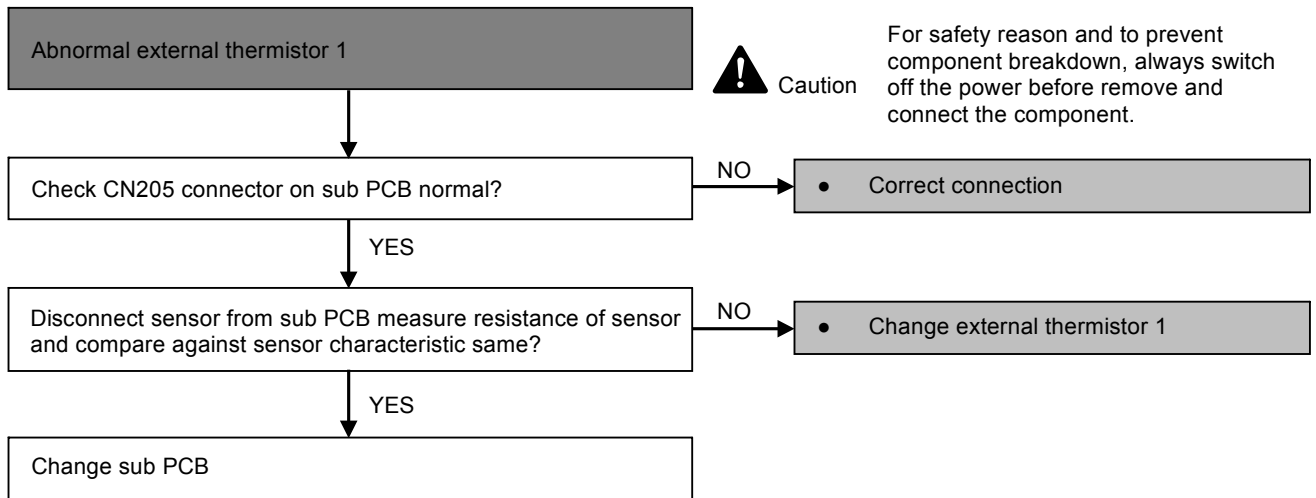 Abnormal external thermistor 1
Caution
For safety reason and to prevent
component breakdown, always switch
off the power before remove and
connect the component.
Check CN205 connector on sub PCB normal?
NO
● Correct connection
YES
Disconnect sensor from sub PCB measure resistance of sensor
and compare against sensor characteristic same?
NO
● Change external thermistor 1
YES
Change sub PCB